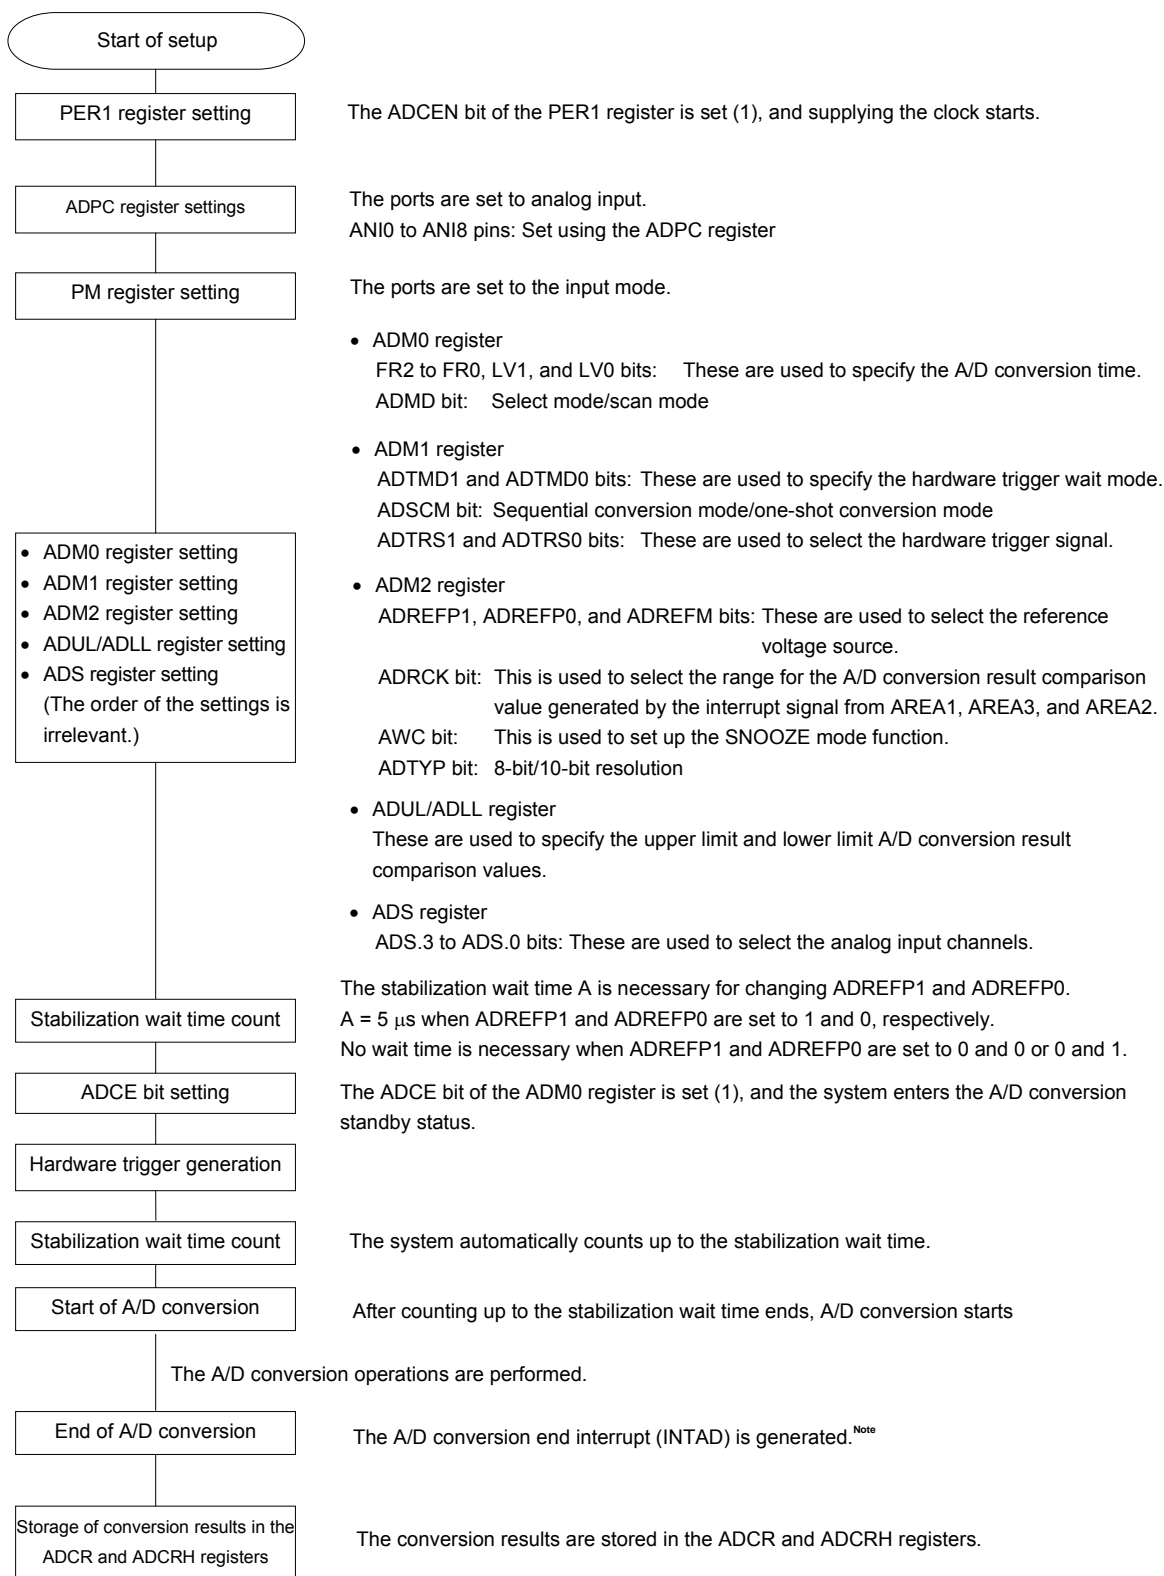 Start of setup
PER1 register setting
The ADCEN bit of the PER1 register is set (1), and supplying the clock starts.
ADPC register settings
The ports are set to analog input.
ANI0 to ANI8 pins: Set using the ADPC register
PM register setting
The ports are set to the input mode.
• ADM0 register setting
• ADM1 register setting
• ADM2 register setting
• ADUL/ADLL register setting
• ADS register setting
(The order of the settings is
irrelevant.)
• ADM0 register
FR2 to FR0, LV1, and LV0 bits: These are used to specify the A/D conversion time.
ADMD bit: Select mode/scan mode
• ADM1 register
ADTMD1 and ADTMD0 bits: These are used to specify the hardware trigger wait mode.
ADSCM bit: Sequential conversion mode/one-shot conversion mode
ADTRS1 and ADTRS0 bits: These are used to select the hardware trigger signal.
• ADM2 register
ADREFP1, ADREFP0, and ADREFM bits: These are used to select the reference
voltage source.
ADRCK bit: This is used to select the range for the A/D conversion result comparison
value generated by the interrupt signal from AREA1, AREA3, and AREA2.
AWC bit: This is used to set up the SNOOZE mode function.
ADTYP bit: 8-bit/10-bit resolution
• ADUL/ADLL register
These are used to specify the upper limit and lower limit A/D conversion result
comparison values.
• ADS register
ADS.3 to ADS.0 bits: These are used to select the analog input channels.
Stabilization wait time count
The stabilization wait time A is necessary for changing ADREFP1 and ADREFP0.
A = 5 μs when ADREFP1 and ADREFP0 are set to 1 and 0, respectively.
No wait time is necessary when ADREFP1 and ADREFP0 are set to 0 and 0 or 0 and 1.
ADCE bit setting
The ADCE bit of the ADM0 register is set (1), and the system enters the A/D conversion
standby status.
Hardware trigger generation
Stabilization wait time count
The system automatically counts up to the stabilization wait time.
Start of A/D conversion
After counting up to the stabilization wait time ends, A/D conversion starts
The A/D conversion operations are performed.
End of A/D conversion
The A/D conversion end interrupt (INTAD) is generated.Note
Storage of conversion results in the
ADCR and ADCRH registers
The conversion results are stored in the ADCR and ADCRH registers.